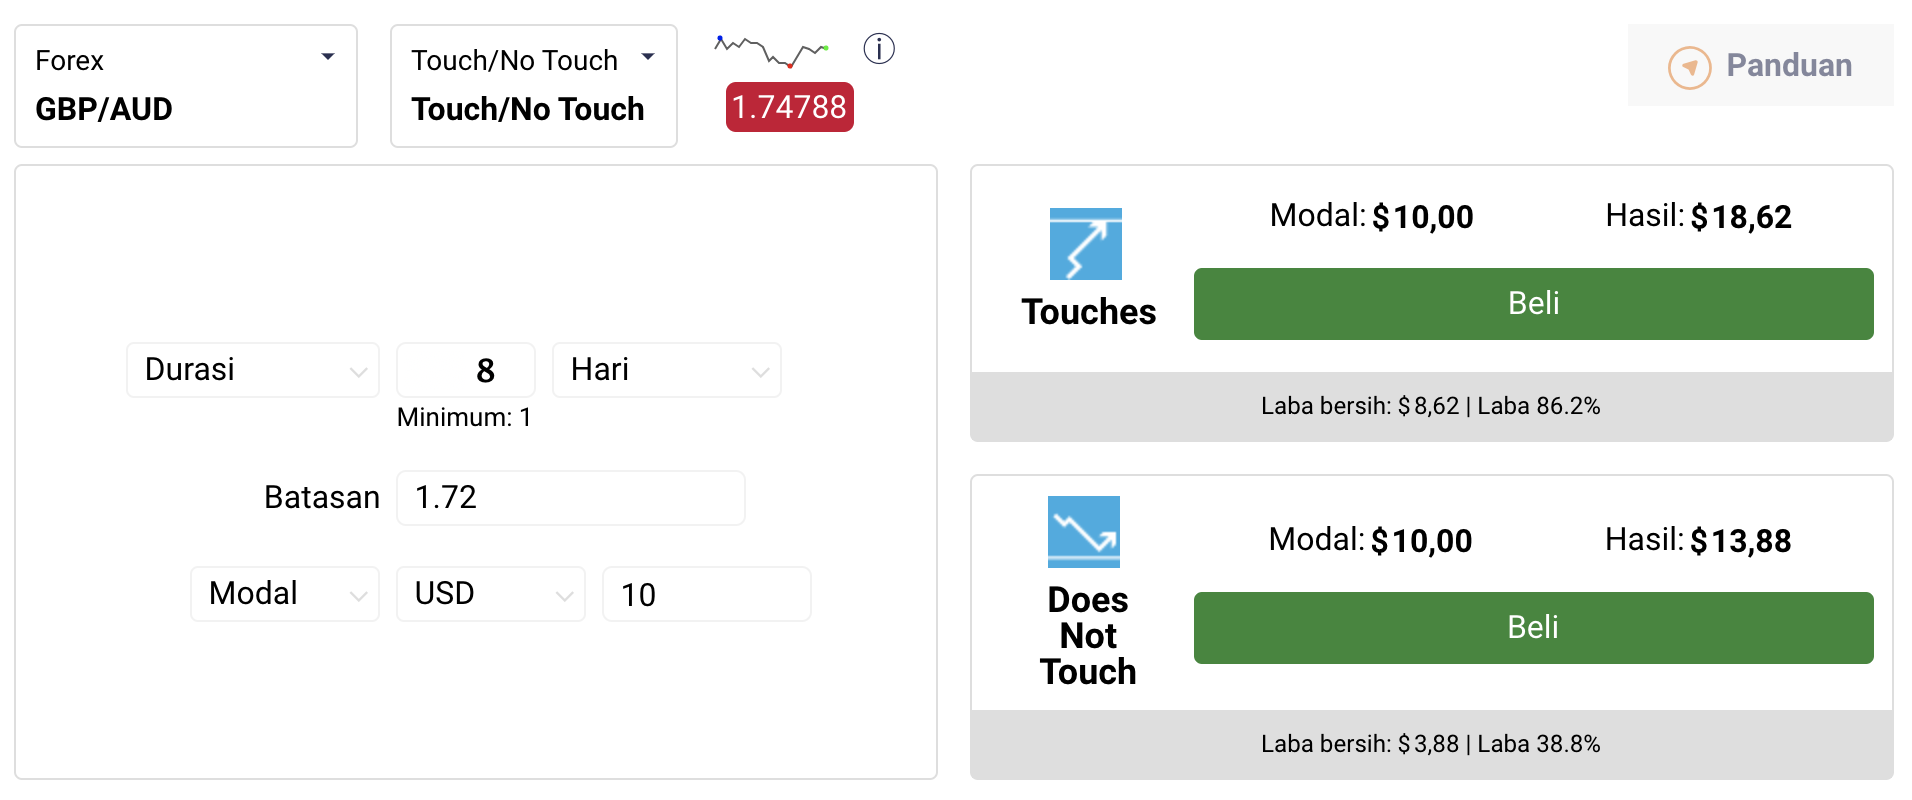 Forex
GBP/AUD
Touch/No Touch
Touch/No Touch
1.74788
Panduan
Durasi 8 Hari
Minimum: 1
Batasan 1.72
Modal USD 10
Modal: $10,00 Hasil: $18,62
Touches
Beli
Laba bersih: $8,62 | Laba 86.2%
Modal: $10,00 Hasil: $13,88
Does
Not
Touch
Beli
Laba bersih: $3,88 | Laba 38.8%